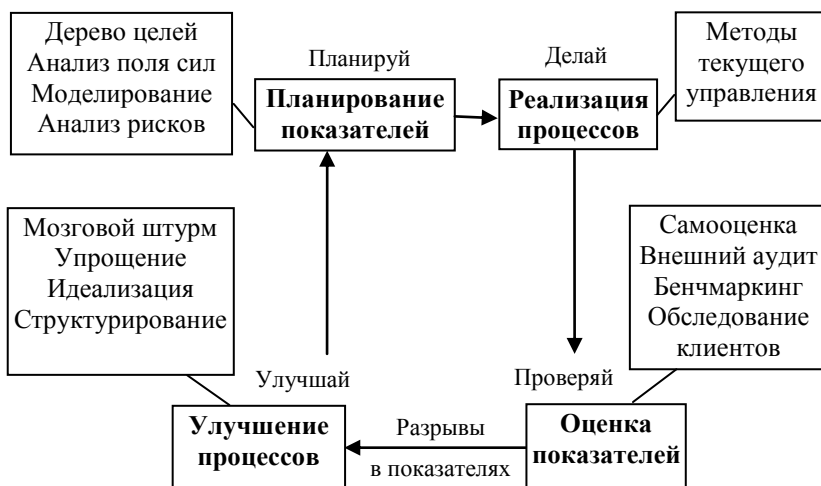 Дерево целей
Анализ поля сил
Моделирование
Анализ рисков
Планируй
Планирование
показателей
Делай
Реализация
процессов
Методы
текущего
управления
Мозговой штурм
Упрощение
Идеализация
Структурирование
Самооценка
Внешний аудит
Бенчмаркинг
Обследование
клиентов
Улучшай
Проверяй
Улучшение
процессов
Разрывы
в показателях
Оценка
показателей